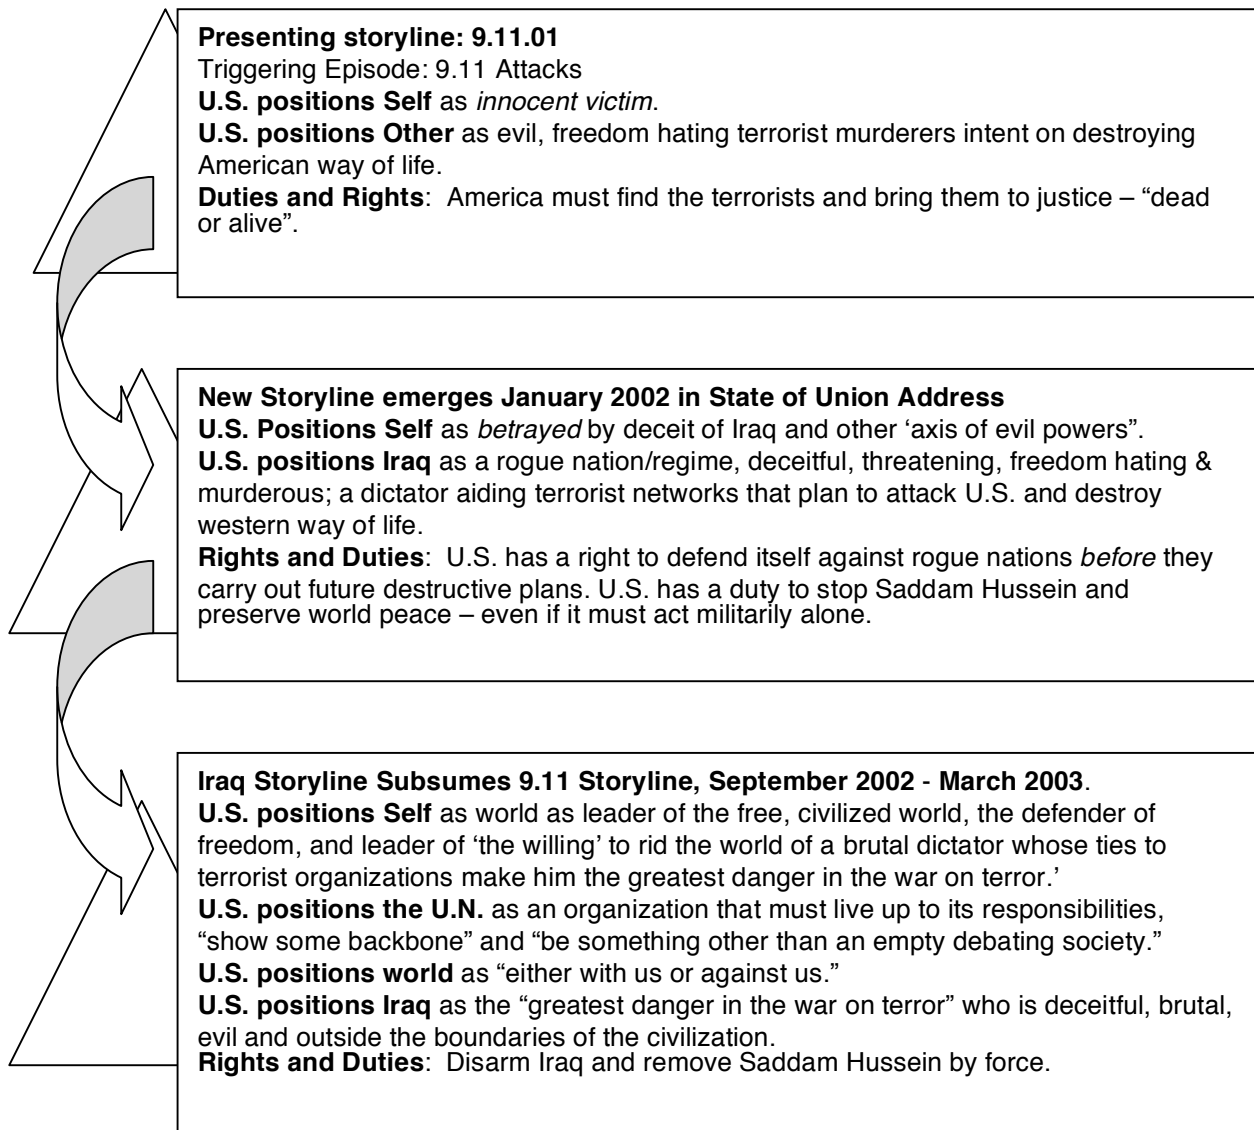 Presenting storyline: 9.11.01
Triggering Episode: 9.11 Attacks
U.S. positions Self as innocent victim.
U.S. positions Other as evil, freedom hating terrorist murderers intent on destroying
American way of life.
Duties and Rights:  America must find the terrorists and bring them to justice – “dead
or alive”.
New Storyline emerges January 2002 in State of Union Address
U.S. Positions Self as betrayed by deceit of Iraq and other ‘axis of evil powers”.
U.S. positions Iraq as a rogue nation/regime, deceitful, threatening, freedom hating &
murderous; a dictator aiding terrorist networks that plan to attack U.S. and destroy
western way of life.
Rights and Duties:  U.S. has a right to defend itself against rogue nations before they
carry out future destructive plans. U.S. has a duty to stop Saddam Hussein and
preserve world peace – even if it must act militarily alone.
Iraq Storyline Subsumes 9.11 Storyline, September 2002 - March 2003.
U.S. positions Self as world as leader of the free, civilized world, the defender of
freedom, and leader of ‘the willing’ to rid the world of a brutal dictator whose ties to
terrorist organizations make him the greatest danger in the war on terror.’
U.S. positions the U.N. as an organization that must live up to its responsibilities,
“show some backbone” and “be something other than an empty debating society.”
U.S. positions world as “either with us or against us.”
U.S. positions Iraq as the “greatest danger in the war on terror” who is deceitful, brutal,
evil and outside the boundaries of the civilization.
Rights and Duties:  Disarm Iraq and remove Saddam Hussein by force.